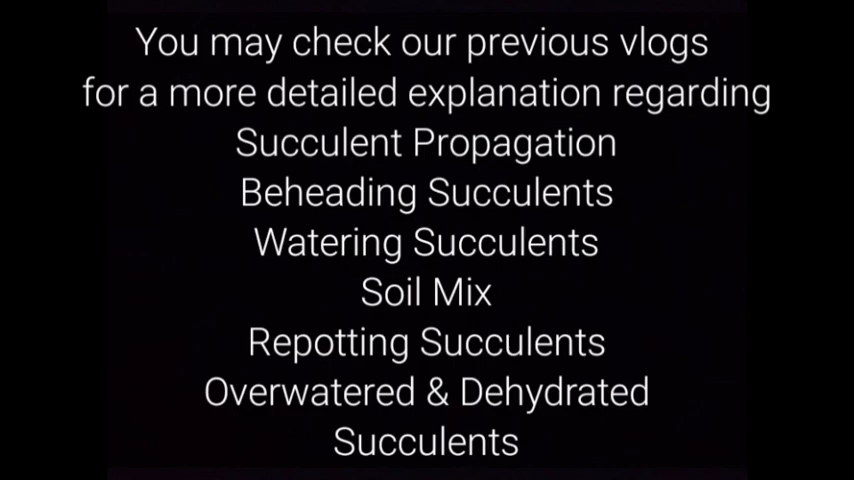 You may check our previous vlogs
for a more detailed explanation regarding
Succulent Propagation
Beheading Succulents
Watering Succulents
Soil Mix
Repotting Succulents
Overwatered & Dehydrated
Succulents